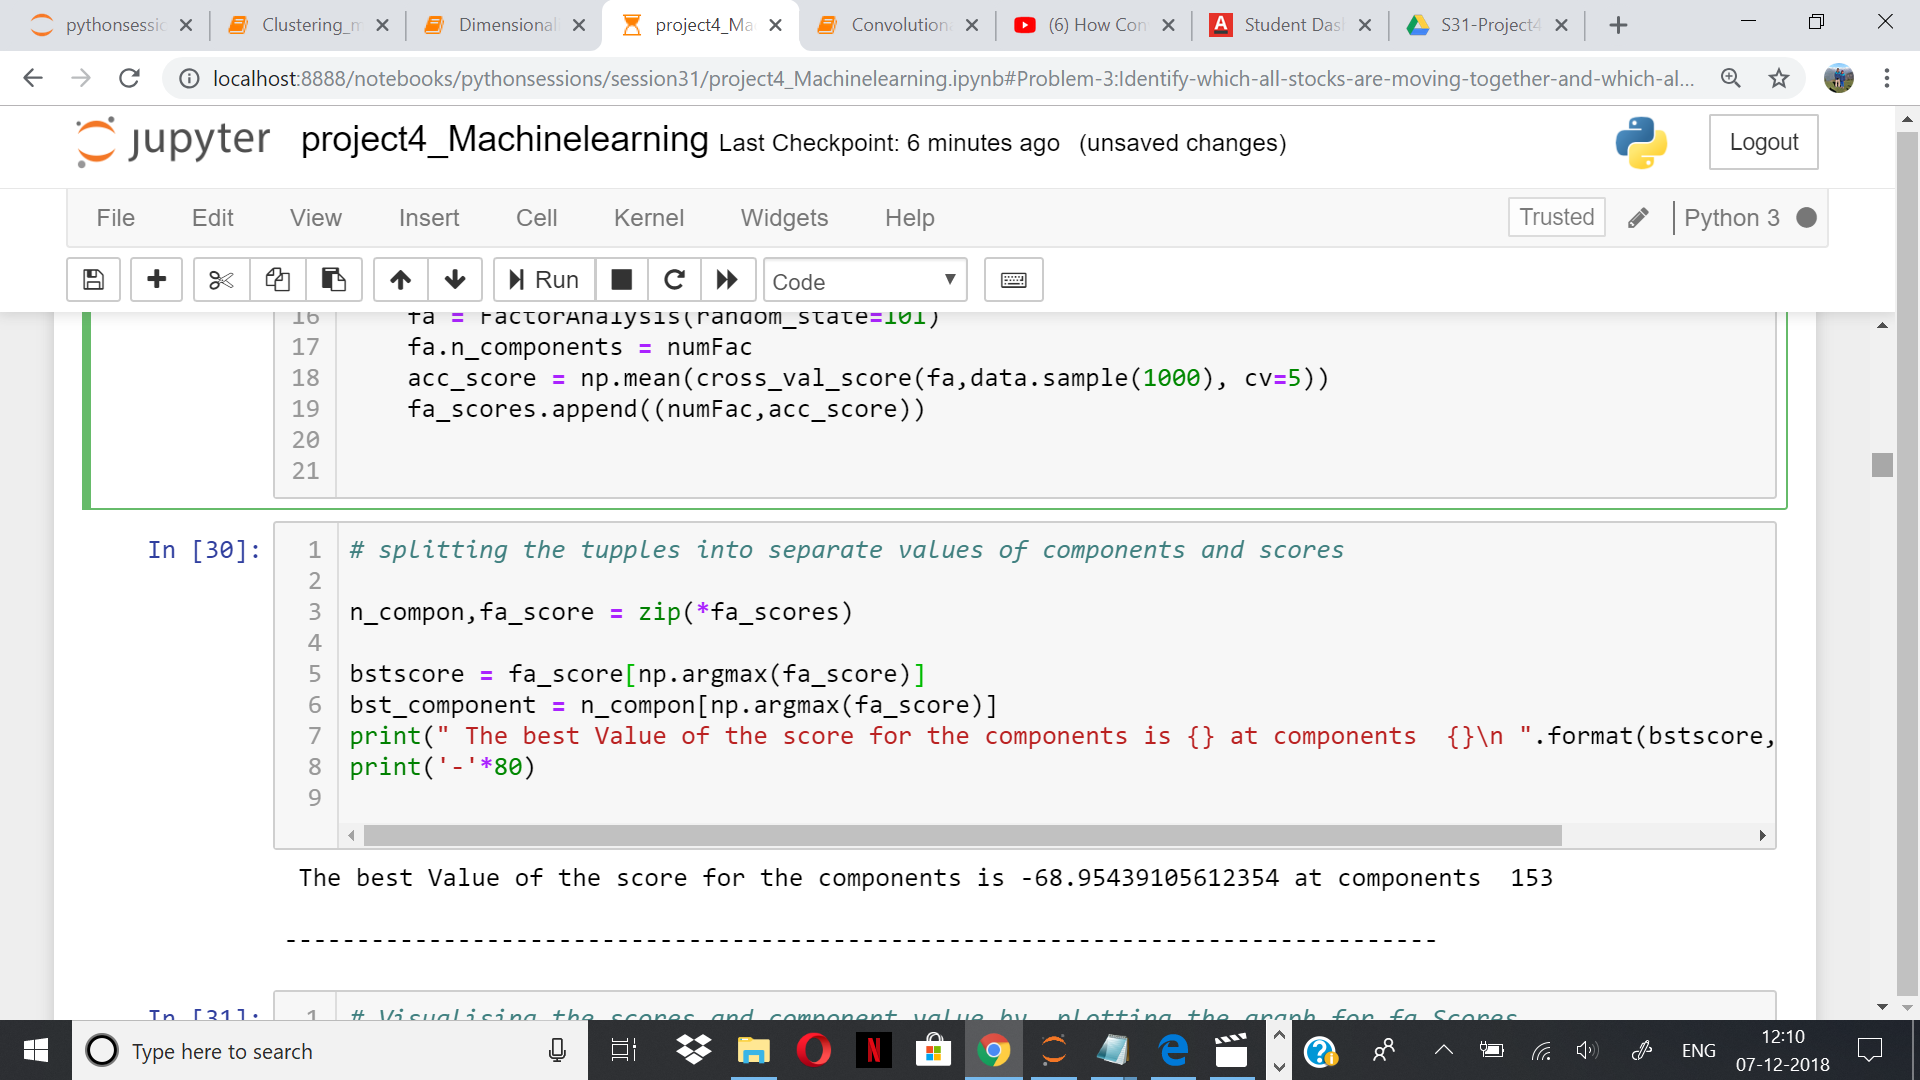 pythonsessic
Clustering_m
Dimensional
project4_Ma
Convolution
(6) How Con
Student Das
S31-Project4
localhost:8888/notebooks/pythonsessions/session31/project4_Machinelearning.ipynb#Problem-3:Identify-which-all-stocks-are-moving-together-and-which-al...
jupyter project4_Machinelearning Last Checkpoint: 6 minutes ago (unsaved changes)
Logout
File Edit View Insert Cell Kernel Widgets Help
Trusted Python 3
Run Code
16 fa = FactorAnalysis(random_state=101)
17 fa.n_components = numFac
18 acc_score = np.mean(cross_val_score(fa,data.sample(1000), cv=5))
19 fa_scores.append((numFac,acc_score))
20
21
In [30]:
1 # splitting the tupples into separate values of components and scores
2
3 n_compon,fa_score = zip(*fa_scores)
4
5 bstscore = fa_score[np.argmax(fa_score)]
6 bst_component = n_compon[np.argmax(fa_score)]
7 print(" The best Value of the score for the components is {} at components  {}\n ".format(bstscore,
8 print('-'*80)
9
The best Value of the score for the components is -68.95439105612354 at components  153
--------------------------------------------------------------------------------
In [31]:
1 # Visualising the scores and component value by  plotting the graph for fa Scores
Type here to search
ENG
12:10
07-12-2018